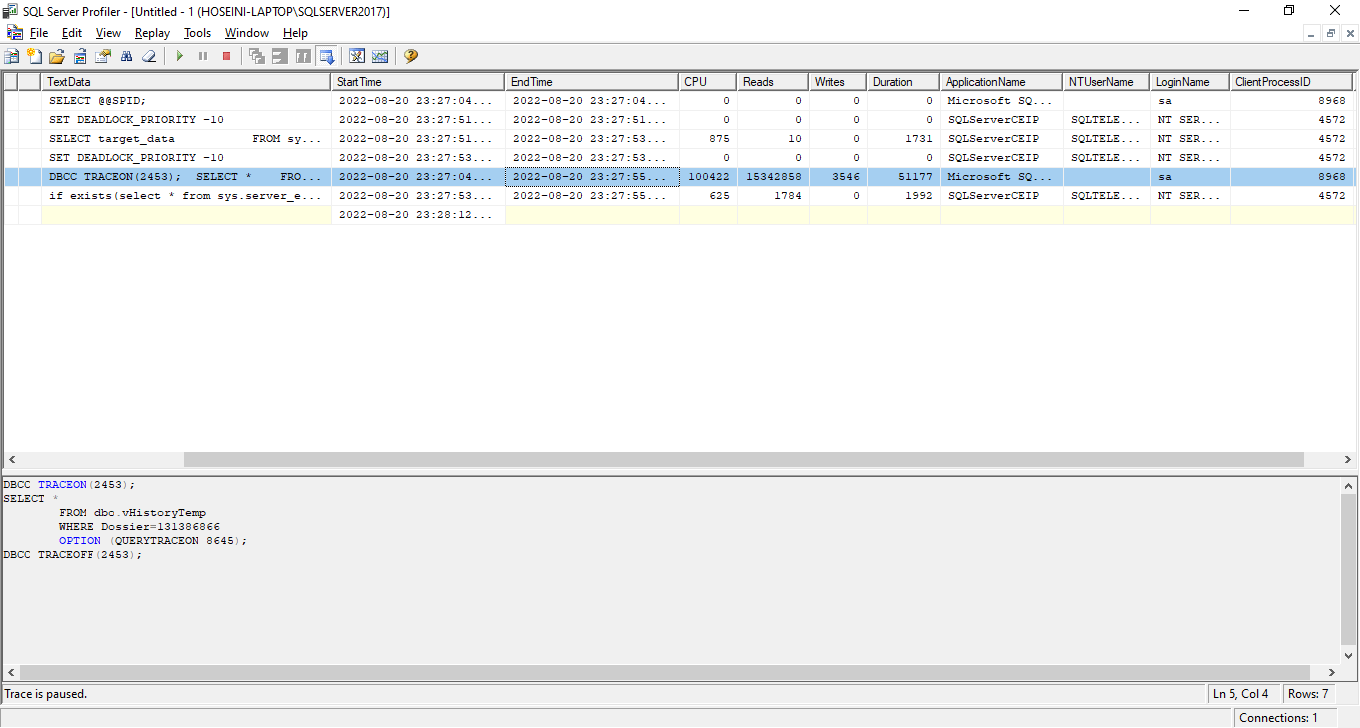 SQL Server Profiler - [Untitled - 1 (HOSEINI-LAPTOP\SQLSERVER2017)]
File Edit View Replay Tools Window Help
TextData StartTime EndTime CPU Reads Writes Duration ApplicationName NTUserName LoginName ClientProcessID
SELECT @@SPID; 2022-08-20 23:27:04... 2022-08-20 23:27:04... 0 0 0 0 Microsoft SQ... sa 8968
SET DEADLOCK_PRIORITY -10 2022-08-20 23:27:51... 2022-08-20 23:27:51... 0 0 0 0 SQLServerCEIP SQLTELE... NT SER... 4572
SELECT target_data FROM sy... 2022-08-20 23:27:51... 2022-08-20 23:27:53... 875 10 0 1731 SQLServerCEIP SQLTELE... NT SER... 4572
SET DEADLOCK_PRIORITY -10 2022-08-20 23:27:53... 2022-08-20 23:27:53... 0 0 0 0 SQLServerCEIP SQLTELE... NT SER... 4572
DBCC TRACEON(2453); SELECT * FRO... 2022-08-20 23:27:04... 2022-08-20 23:27:55... 100422 15342858 3546 51177 Microsoft SQ... sa 8968
if exists(select * from sys.server_e... 2022-08-20 23:27:53... 2022-08-20 23:27:55... 625 1784 0 1992 SQLServerCEIP SQLTELE... NT SER... 4572
2022-08-20 23:28:12...
DBCC TRACEON(2453);
SELECT *
FROM dbo.vHistoryTemp
WHERE Dossier=131386866
OPTION (QUERYTRACEON 8645);
DBCC TRACEOFF(2453);
Trace is paused. Ln 5, Col 4 Rows: 7
Connections: 1